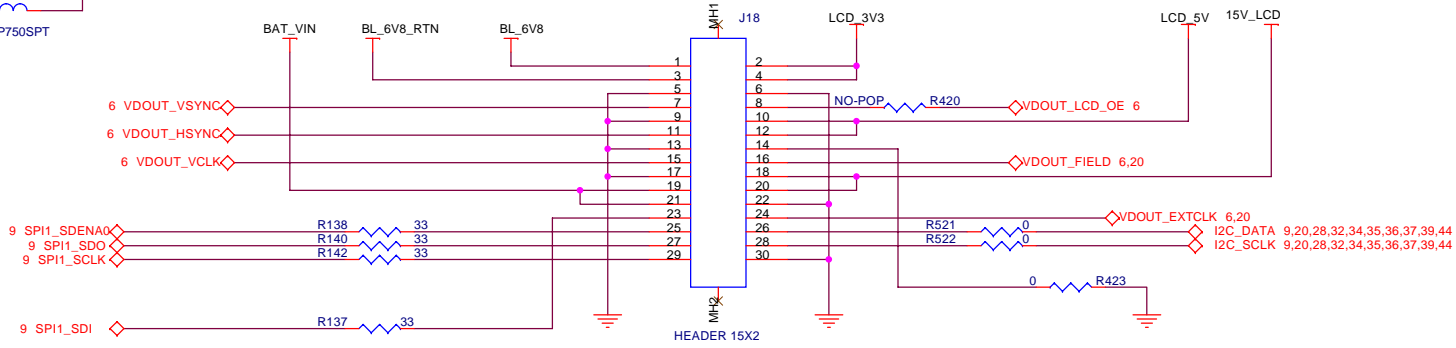 P750SPT
MH1
J18
BAT_VIN
BL_6V8_RTN
BL_6V8
LCD_3V3
LCD_5V
15V_LCD
1 2
3 4
5 6
6 VDOUT_VSYNC 7 8 NO-POP R420 VDOUT_LCD_OE 6
9 10
6 VDOUT_HSYNC 11 12
13 14
6 VDOUT_VCLK 15 16 VDOUT_FIELD 6,20
17 18
19 20
21 22
23 24 VDOUT_EXTCLK 6,20
9 SPI1_SDENA0 R138 33 25 26 R521 0 I2C_DATA 9,20,28,32,34,35,36,37,39,44
9 SPI1_SDO R140 33 27 28 R522 0 I2C_SCLK 9,20,28,32,34,35,36,37,39,44
9 SPI1_SCLK R142 33 29 30
0 R423
MH2
9 SPI1_SDI R137 33
HEADER 15X2